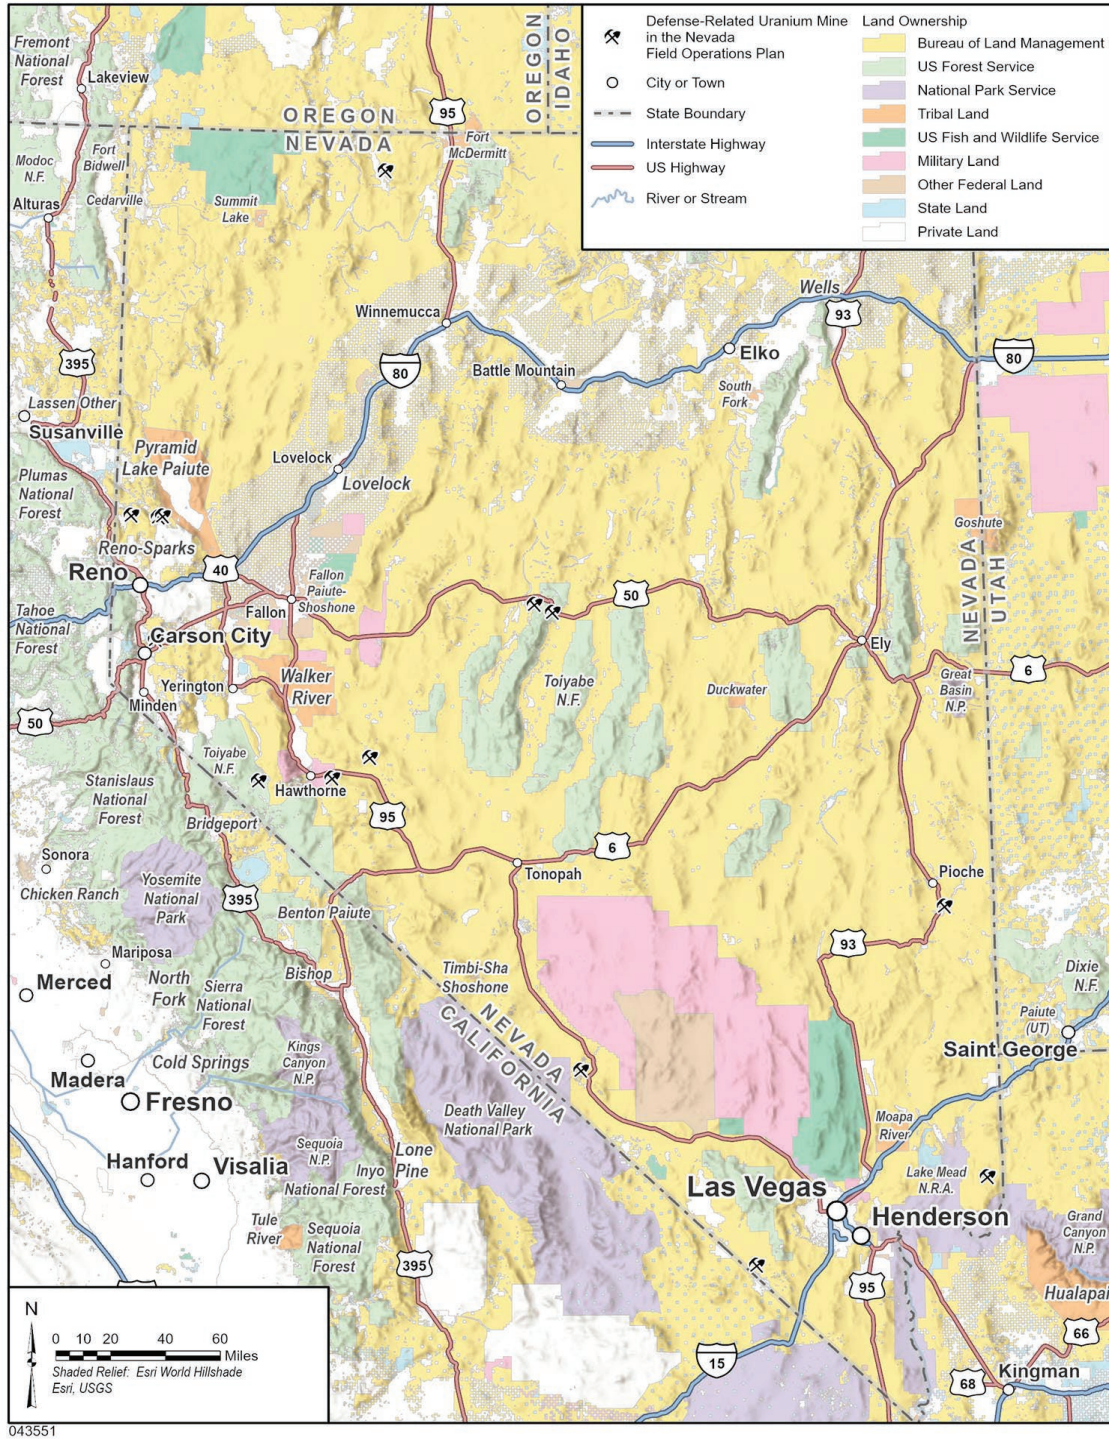 Fremont
National
Forest
Lakeview
OREGON
NEVADA
OREGON
IDAHO
95
Fort
McDermitt
Modoc
N.F.
Fort
Bidwell
Cedarville
Alturas
Summit
Lake
Defense-Related Uranium Mine
in the Nevada
Field Operations Plan
City or Town
State Boundary
Interstate Highway
US Highway
River or Stream
Land Ownership
Bureau of Land Management
US Forest Service
National Park Service
Tribal Land
US Fish and Wildlife Service
Military Land
Other Federal Land
State Land
Private Land
Winnemucca
Wells
93
395
80
Battle Mountain
Elko
80
South
Fork
Lassen Other
Susanville
Pyramid
Lake Paiute
Lovelock
Lovelock
Plumas
National
Forest
Reno-Sparks
Reno
40
Goshute
NEVADA
UTAH
Fallon
Paiute-
Shoshone
Fallon
50
Tahoe
National
Forest
Carson City
Ely
Walker
River
Yerington
Minden
Toiyabe
N.F.
Duckwater
Great
Basin
N.P.
6
50
Toiyabe
N.F.
Stanislaus
National
Forest
Hawthorne
Bridgeport
95
6
Sonora
Tonopah
Pioche
Chicken Ranch
Yosemite
National
Park
395
Benton Paiute
93
Mariposa
Merced
North
Fork
Bishop
Timbi-Sha
Shoshone
Dixie
N.F.
Sierra
National
Forest
NEVADA
CALIFORNIA
Paiute
(UT)
Saint George
Kings
Canyon
N.P.
Cold Springs
Madera
Fresno
Death Valley
National Park
Moapa
River
Sequoia
N.P.
Lone
Pine
Hanford
Visalia
Inyo
National Forest
Lake Mead
N.R.A.
Las Vegas
Henderson
Tule
River
Sequoia
National
Forest
Grand
Canyon
N.P.
395
95
Hualapai
66
15
68
Kingman
N
0 10 20 40 60
Miles
Shaded Relief: Esri World Hillshade
Esri, USGS
043551